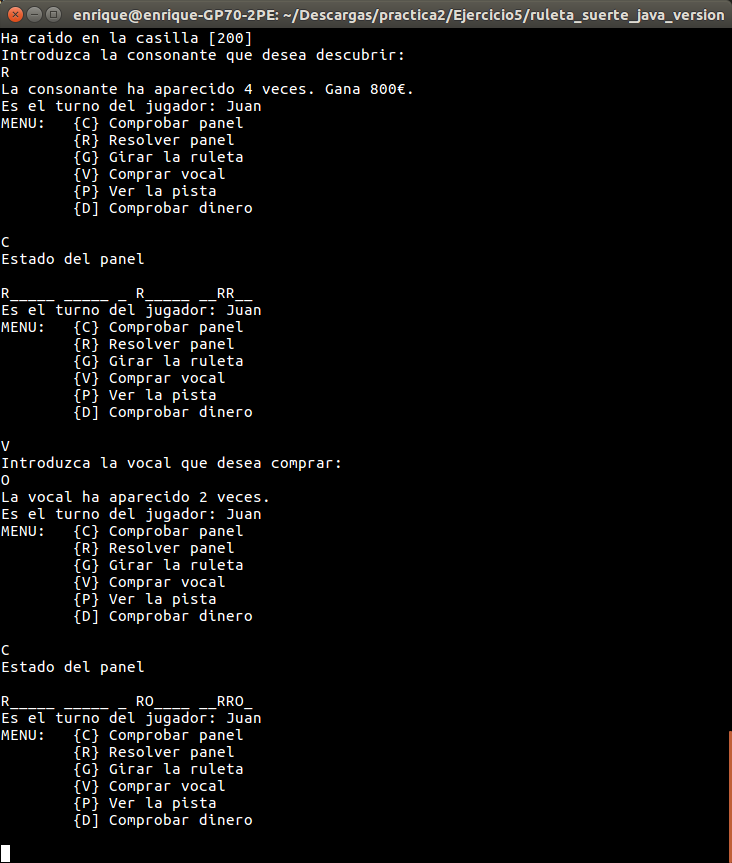 enrique@enrique-GP70-2PE: ~/Descargas/practica2/Ejercicio5/ruleta_suerte_java_version
Ha caido en la casilla [200]
Introduzca la consonante que desea descubrir:
R
La consonante ha aparecido 4 veces. Gana 800€.
Es el turno del jugador: Juan
MENU:   {C} Comprobar panel
        {R} Resolver panel
        {G} Girar la ruleta
        {V} Comprar vocal
        {P} Ver la pista
        {D] Comprobar dinero

C
Estado del panel

R_____ _____ _ R_____ __RR__
Es el turno del jugador: Juan
MENU:   {C} Comprobar panel
        {R} Resolver panel
        {G} Girar la ruleta
        {V} Comprar vocal
        {P} Ver la pista
        {D] Comprobar dinero

V
Introduzca la vocal que desea comprar:
O
La vocal ha aparecido 2 veces.
Es el turno del jugador: Juan
MENU:   {C} Comprobar panel
        {R} Resolver panel
        {G} Girar la ruleta
        {V} Comprar vocal
        {P} Ver la pista
        {D] Comprobar dinero

C
Estado del panel

R_____ _____ _ RO____ __RRO_
Es el turno del jugador: Juan
MENU:   {C} Comprobar panel
        {R} Resolver panel
        {G} Girar la ruleta
        {V} Comprar vocal
        {P} Ver la pista
        {D] Comprobar dinero